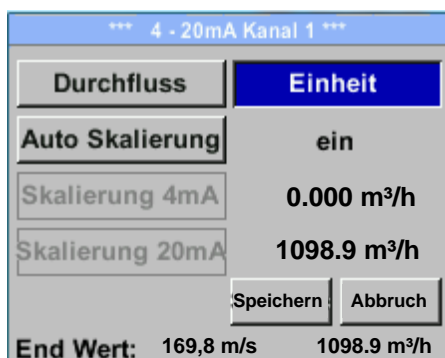 *** 4 - 20mA Kanal 1 ***
Durchfluss Einheit
Auto Skalierung ein
Skalierung 4mA 0.000 m³/h
Skalierung 20mA 1098.9 m³/h
Speichern Abbruch
End Wert: 169,8 m/s 1098.9 m³/h